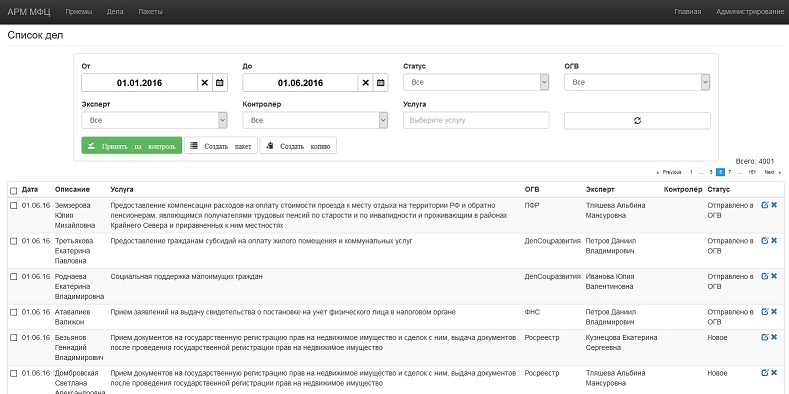 АРМ МФЦ Приемы Дела Пакеты Главная Администрирование
Список дел
От До Статус ОГВ
01.01.2016 01.06.2016 Все Все
Эксперт Контролёр Услуга
Все Все Выберите услугу
Принять на контроль Создать пакет Создать копию
Всего: 4001
« Previous 1 ... 5 6 7 ... 161 Next »
Дата Описание Услуга ОГВ Эксперт Контролёр Статус
01.06.16 Земзерова Предоставление компенсации расходов на оплату стоимости проезда к месту отдыха на территории РФ и обратно ПФР Тляшева Альбина Отправлено в
Юлия пенсионерам, являющимся получателями трудовых пенсий по старости и по инвалидности и проживающим в районах Мансуровна ОГВ
Михайловна Крайнего Севера и приравненных к ним местностях
01.06.16 Третьякова Предоставление гражданам субсидий на оплату жилого помещения и коммунальных услуг ДепСоцразвития Петров Даниил Отправлено в
Екатерина Владимирович ОГВ
Павловна
01.06.16 Роднаева Социальная поддержка малоимущих граждан ДепСоцразвития Иванова Юлия Отправлено в
Екатерина Валентиновна ОГВ
Владимировна
01.06.16 Атавалиев Прием заявлений на выдачу свидетельства о постановке на учет физического лица в налоговом органе ФНС Петров Даниил Отправлено в
Валижон Владимирович ОГВ
01.06.16 Безьянов Прием документов на государственную регистрацию прав на недвижимое имущество и сделок с ним, выдача документов Росреестр Кузнецова Екатерина Новое
Геннадий после проведения государственной регистрации прав на недвижимое имущество Сергеевна
Владимирович
01.06.16 Домбровская Прием документов на государственную регистрацию прав на недвижимое имущество и сделок с ним, выдача документов Росреестр Тляшева Альбина Новое
Светлана после проведения государственной регистрации прав на недвижимое имущество Мансуровна
Александровна